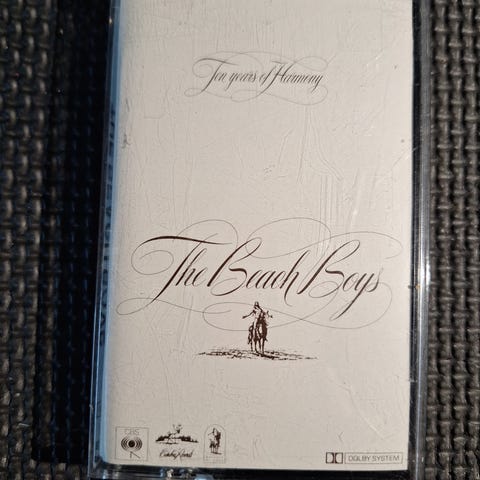 Ten years of Harmony
The Beach Boys
CBS
Caribou Records
DOLBY SYSTEM